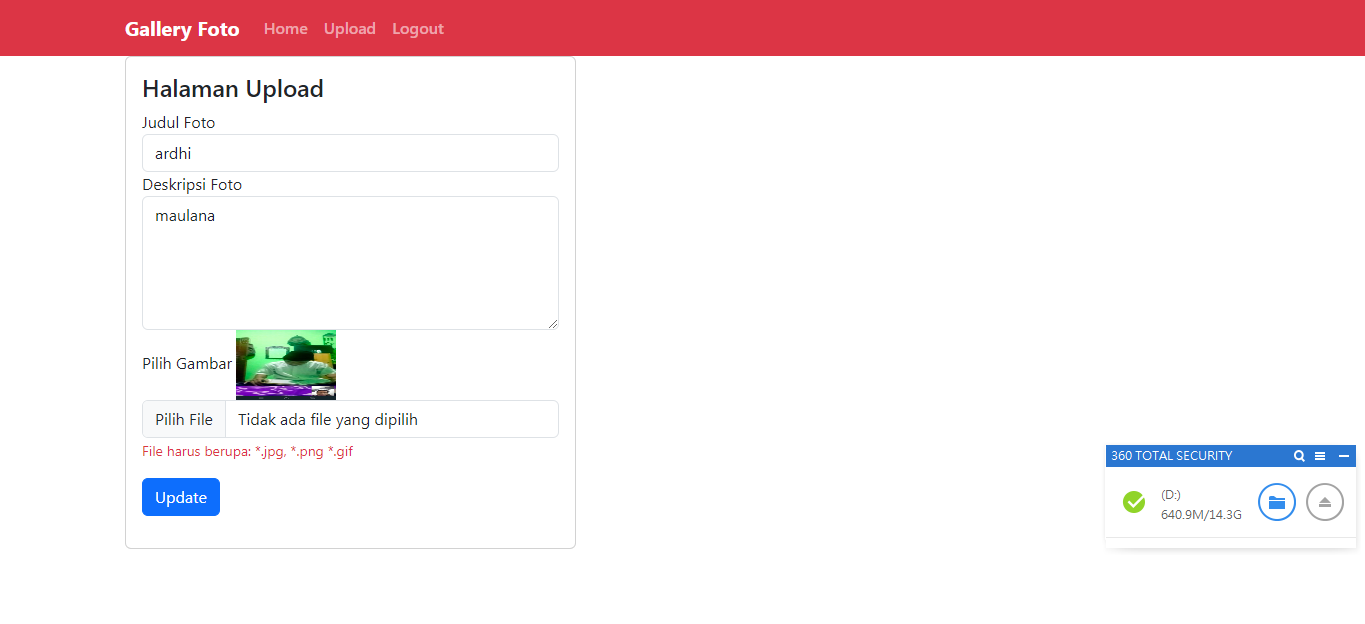 Gallery Foto Home Upload Logout
Halaman Upload
Judul Foto
ardhi
Deskripsi Foto
maulana
Pilih Gambar
Pilih File Tidak ada file yang dipilih
File harus berupa: *.jpg, *.png *.gif
Update
360 TOTAL SECURITY
(D:)
640.9M/14.3G